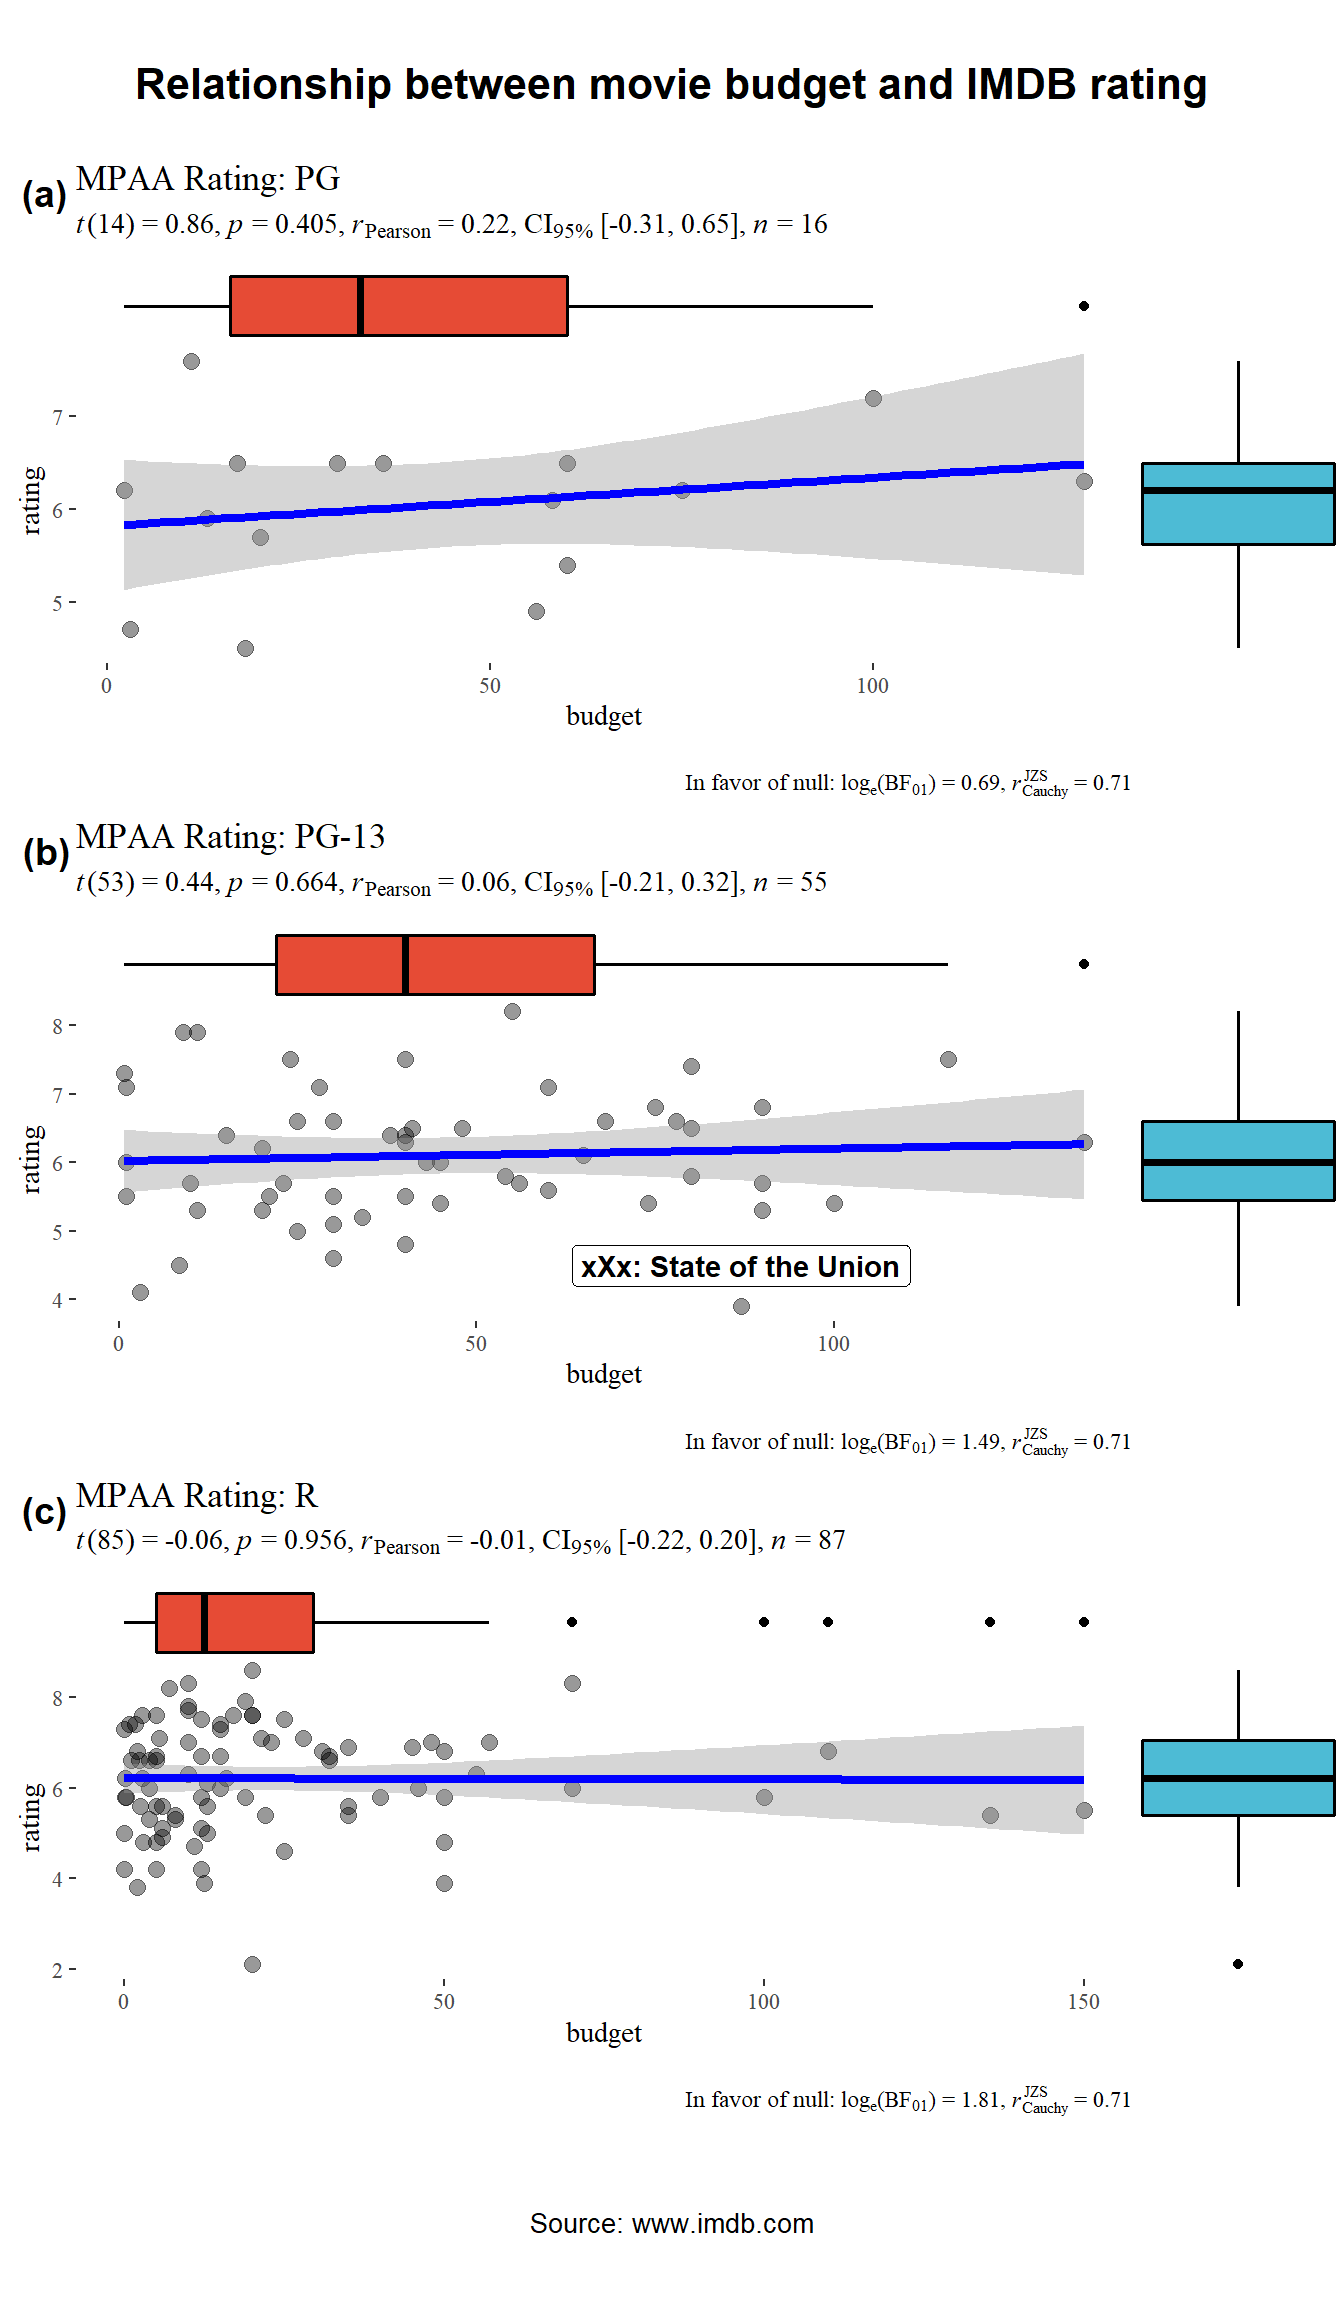 Relationship between movie budget and IMDB rating
(a) MPAA Rating: PG
t(14) = 0.86, p = 0.405, rPearson = 0.22, CI95% [-0.31, 0.65], n = 16
7
6
5
rating
0 50 100
budget
In favor of null: loge(BF01) = 0.69, rJZS Cauchy = 0.71
(b) MPAA Rating: PG-13
t(53) = 0.44, p = 0.664, rPearson = 0.06, CI95% [-0.21, 0.32], n = 55
8
7
6
5
4
rating
xXx: State of the Union
0 50 100
budget
In favor of null: loge(BF01) = 1.49, rJZS Cauchy = 0.71
(c) MPAA Rating: R
t(85) = -0.06, p = 0.956, rPearson = -0.01, CI95% [-0.22, 0.20], n = 87
8
6
4
2
rating
0 50 100 150
budget
In favor of null: loge(BF01) = 1.81, rJZS Cauchy = 0.71
Source: www.imdb.com